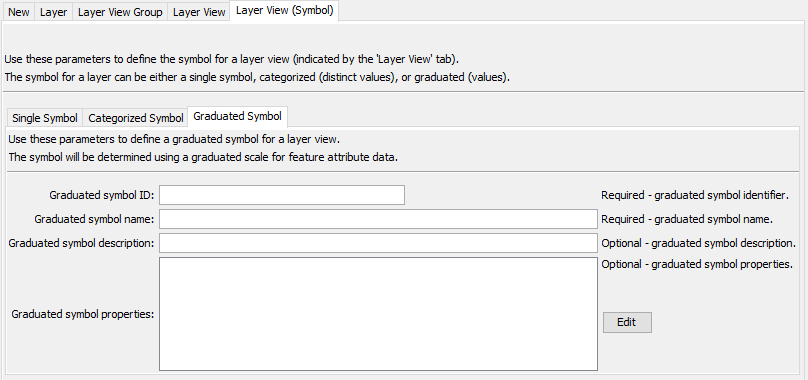 New Layer Layer View Group Layer View Layer View (Symbol)
Use these parameters to define the symbol for a layer view (indicated by the 'Layer View' tab).
The symbol for a layer can be either a single symbol, categorized (distinct values), or graduated (values).
Single Symbol Categorized Symbol Graduated Symbol
Use these parameters to define a graduated symbol for a layer view.
The symbol will be determined using a graduated scale for feature attribute data.
Graduated symbol ID: Required - graduated symbol identifier.
Graduated symbol name: Required - graduated symbol name.
Graduated symbol description: Optional - graduated symbol description.
Optional - graduated symbol properties.
Graduated symbol properties: Edit